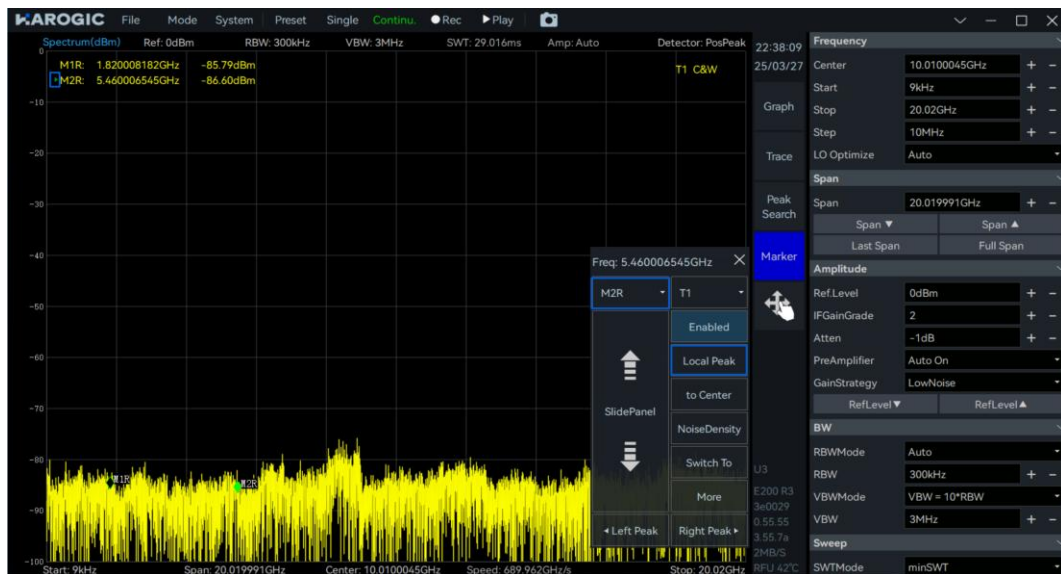 HAROGIC File Mode System Preset Single Continu. Rec Play
Spectrum(dBm) Ref: 0dBm RBW: 300kHz VBW: 3MHz SWT: 29.016ms Amp: Auto Detector: PosPeak
M1R: 1.820008182GHz -85.79dBm
M2R: 5.460006545GHz -86.60dBm
T1 C&W
0
-10
-20
-30
-40
-50
-60
-70
-80
-90
-100
M1R
M2R
Start: 9kHz Span: 20.019991GHz Center: 10.0100045GHz Speed: 689.962GHz/s Stop: 20.02GHz
Freq: 5.460006545GHz
M2R T1
Enabled
Local Peak
to Center
SlidePanel
NoiseDensity
Switch To
More
Left Peak Right Peak
22:38:09
25/03/27
Graph
Trace
Peak
Search
Marker
U3
E200 R3
3e0029
0.55.55
3.55.7a
2MB/S
RFU 42℃
Frequency
Center 10.0100045GHz + -
Start 9kHz + -
Stop 20.02GHz + -
Step 10MHz + -
LO Optimize Auto
Span
Span 20.019991GHz + -
Span ▼ Span ▲
Last Span Full Span
Amplitude
Ref.Level 0dBm + -
IFGainGrade 2 + -
Atten -1dB + -
PreAmplifier Auto On
GainStrategy LowNoise
RefLevel▼ RefLevel▲
BW
RBWMode Auto
RBW 300kHz + -
VBWMode VBW = 10*RBW
VBW 3MHz + -
Sweep
SWTMode minSWT